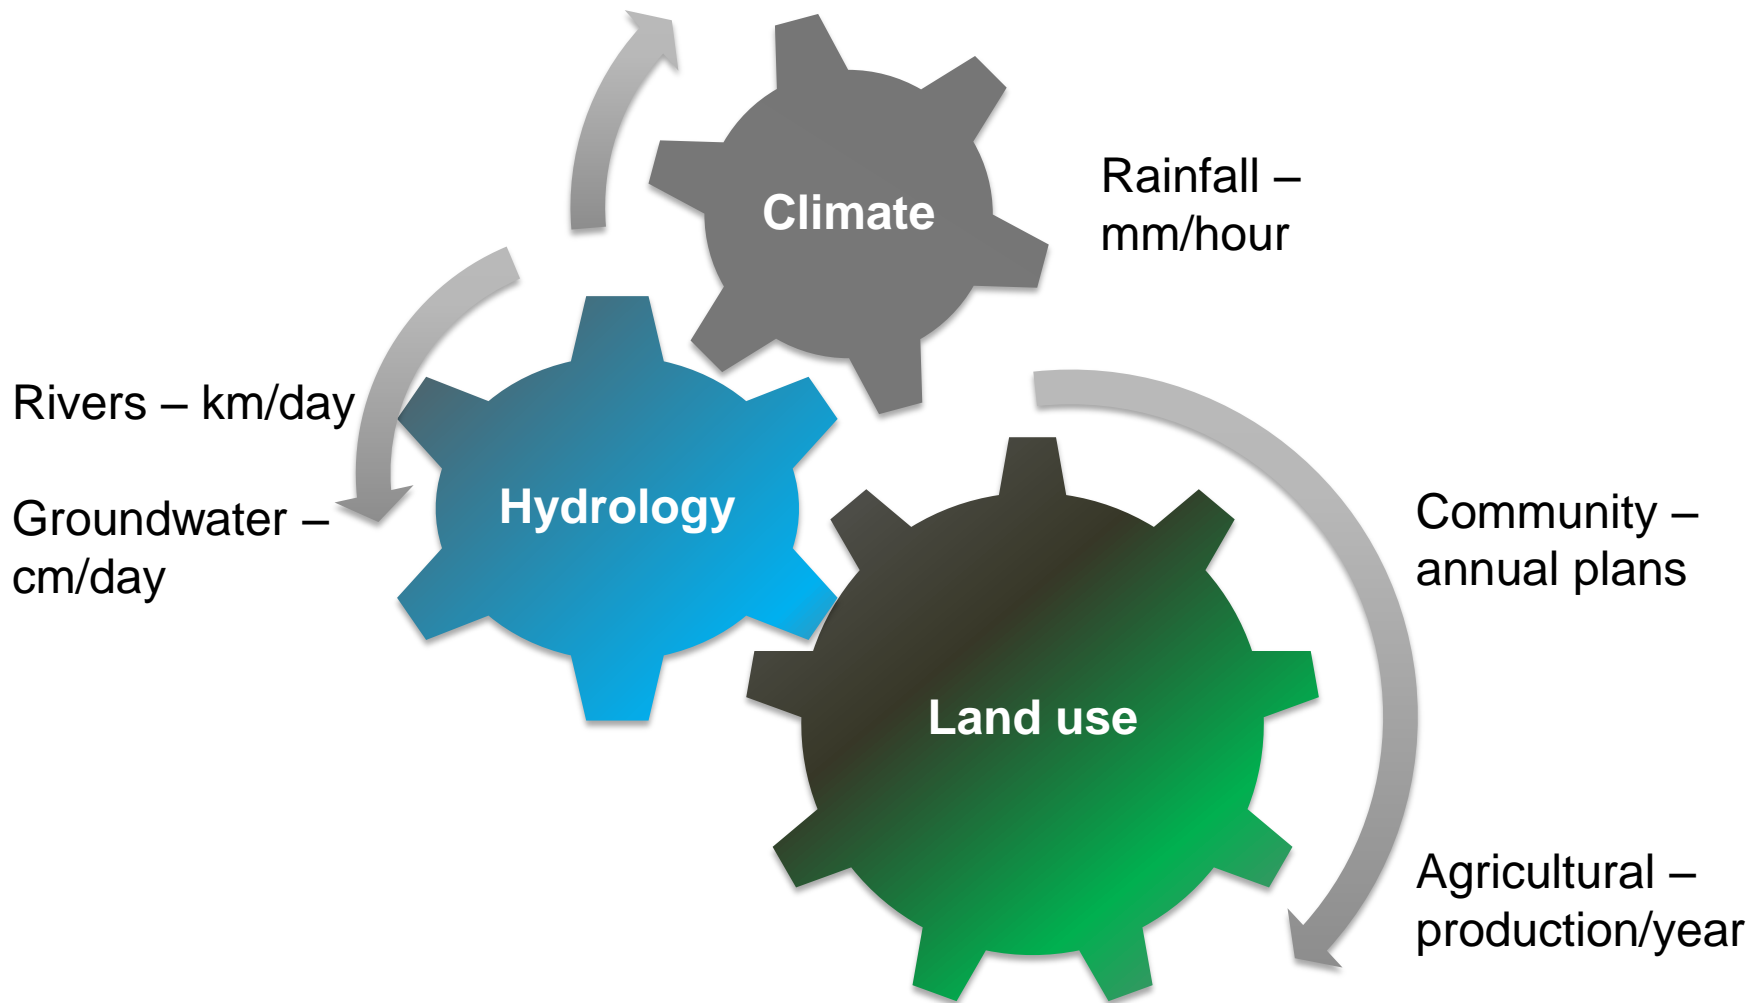 Climate
Rainfall –
mm/hour
Rivers – km/day
Groundwater –
cm/day
Hydrology
Community –
annual plans
Land use
Agricultural –
production/year